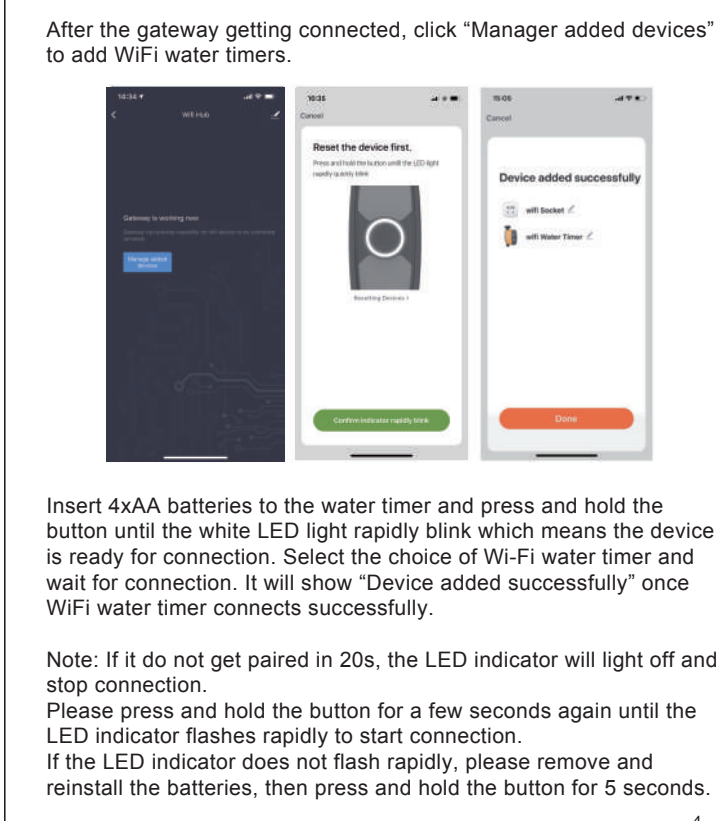 After the gateway getting connected, click “Manager added devices”
to add WiFi water timers.
14:34
Wifi Hub
Gateway is working now
Manage added
devices
10:35
Cancel
Reset the device first.
Press and hold the button untill the LED light
rapidly quickly blink
Resetting Devices >
Confirm indicator rapidly blink
15:05
Cancel
Device added successfully
wifi Socket
wifi Water Timer
Done
Insert 4xAA batteries to the water timer and press and hold the
button until the white LED light rapidly blink which means the device
is ready for connection. Select the choice of Wi-Fi water timer and
wait for connection. It will show “Device added successfully” once
WiFi water timer connects successfully.
Note: If it do not get paired in 20s, the LED indicator will light off and
stop connection.
Please press and hold the button for a few seconds again until the
LED indicator flashes rapidly to start connection.
If the LED indicator does not flash rapidly, please remove and
reinstall the batteries, then press and hold the button for 5 seconds.